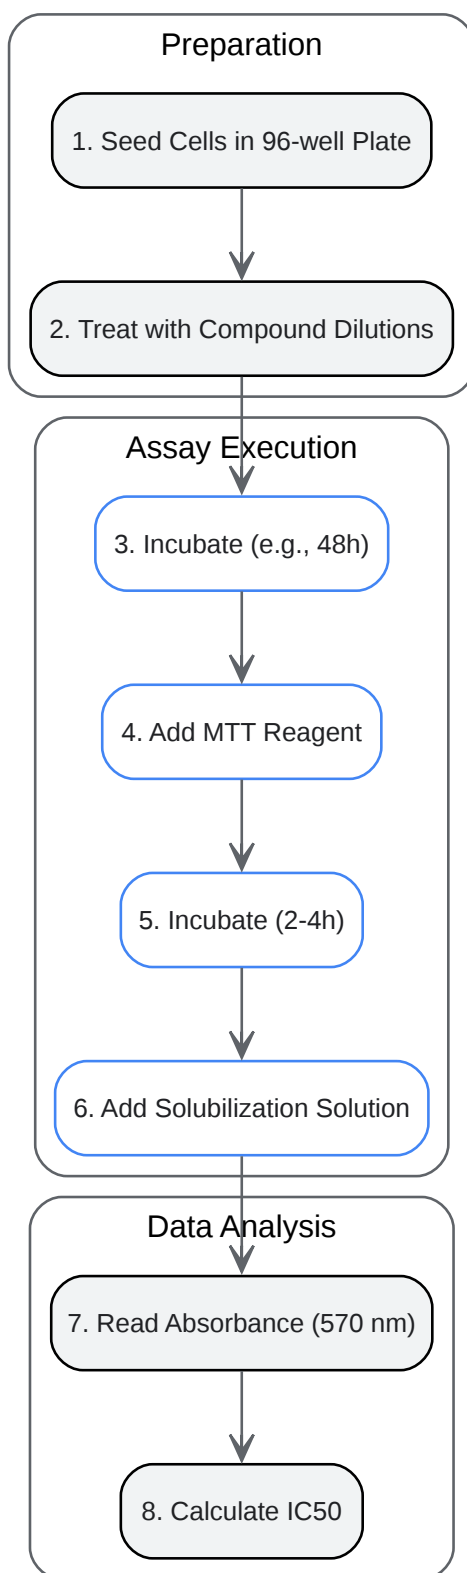 Preparation
1. Seed Cells in 96-well Plate
2. Treat with Compound Dilutions
Assay Execution
3. Incubate (e.g., 48h)
4. Add MTT Reagent
5. Incubate (2-4h)
6. Add Solubilization Solution
Data Analysis
7. Read Absorbance (570 nm)
8. Calculate IC50